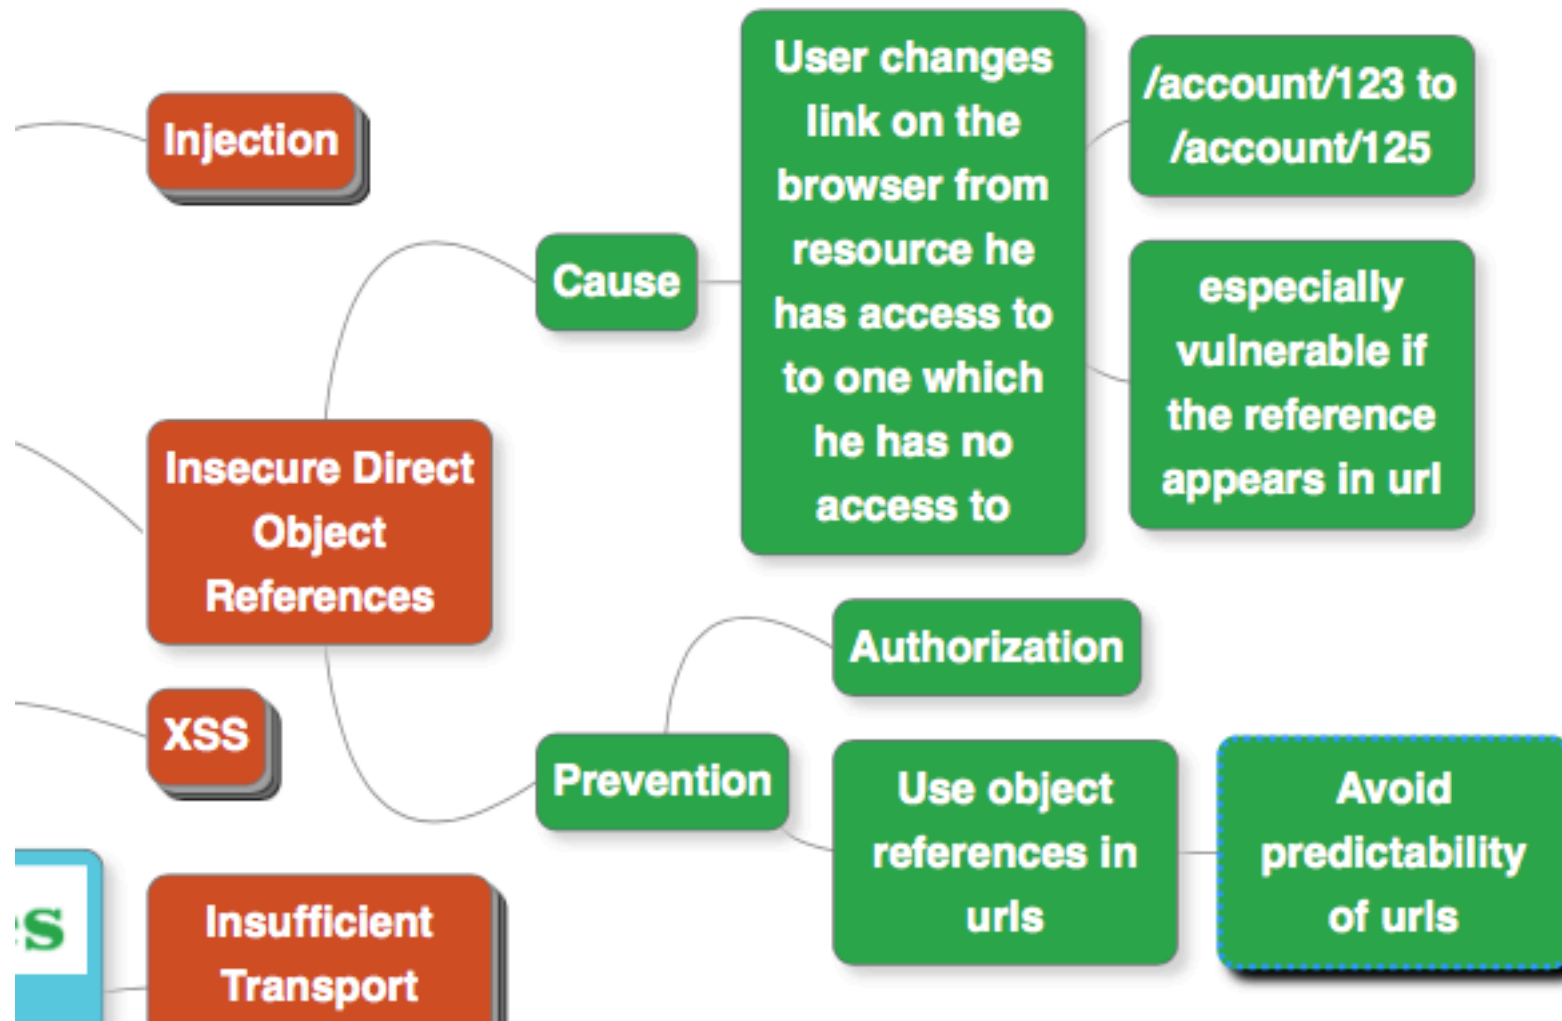 Injection
Insecure Direct
Object
References
Cause
User changes
link on the
browser from
resource he
has access to
to one which
he has no
access to
/account/123 to
/account/125
especially
vulnerable if
the reference
appears in url
Prevention
Authorization
Use object
references in
urls
Avoid
predictability
of urls
XSS
Insufficient
Transport